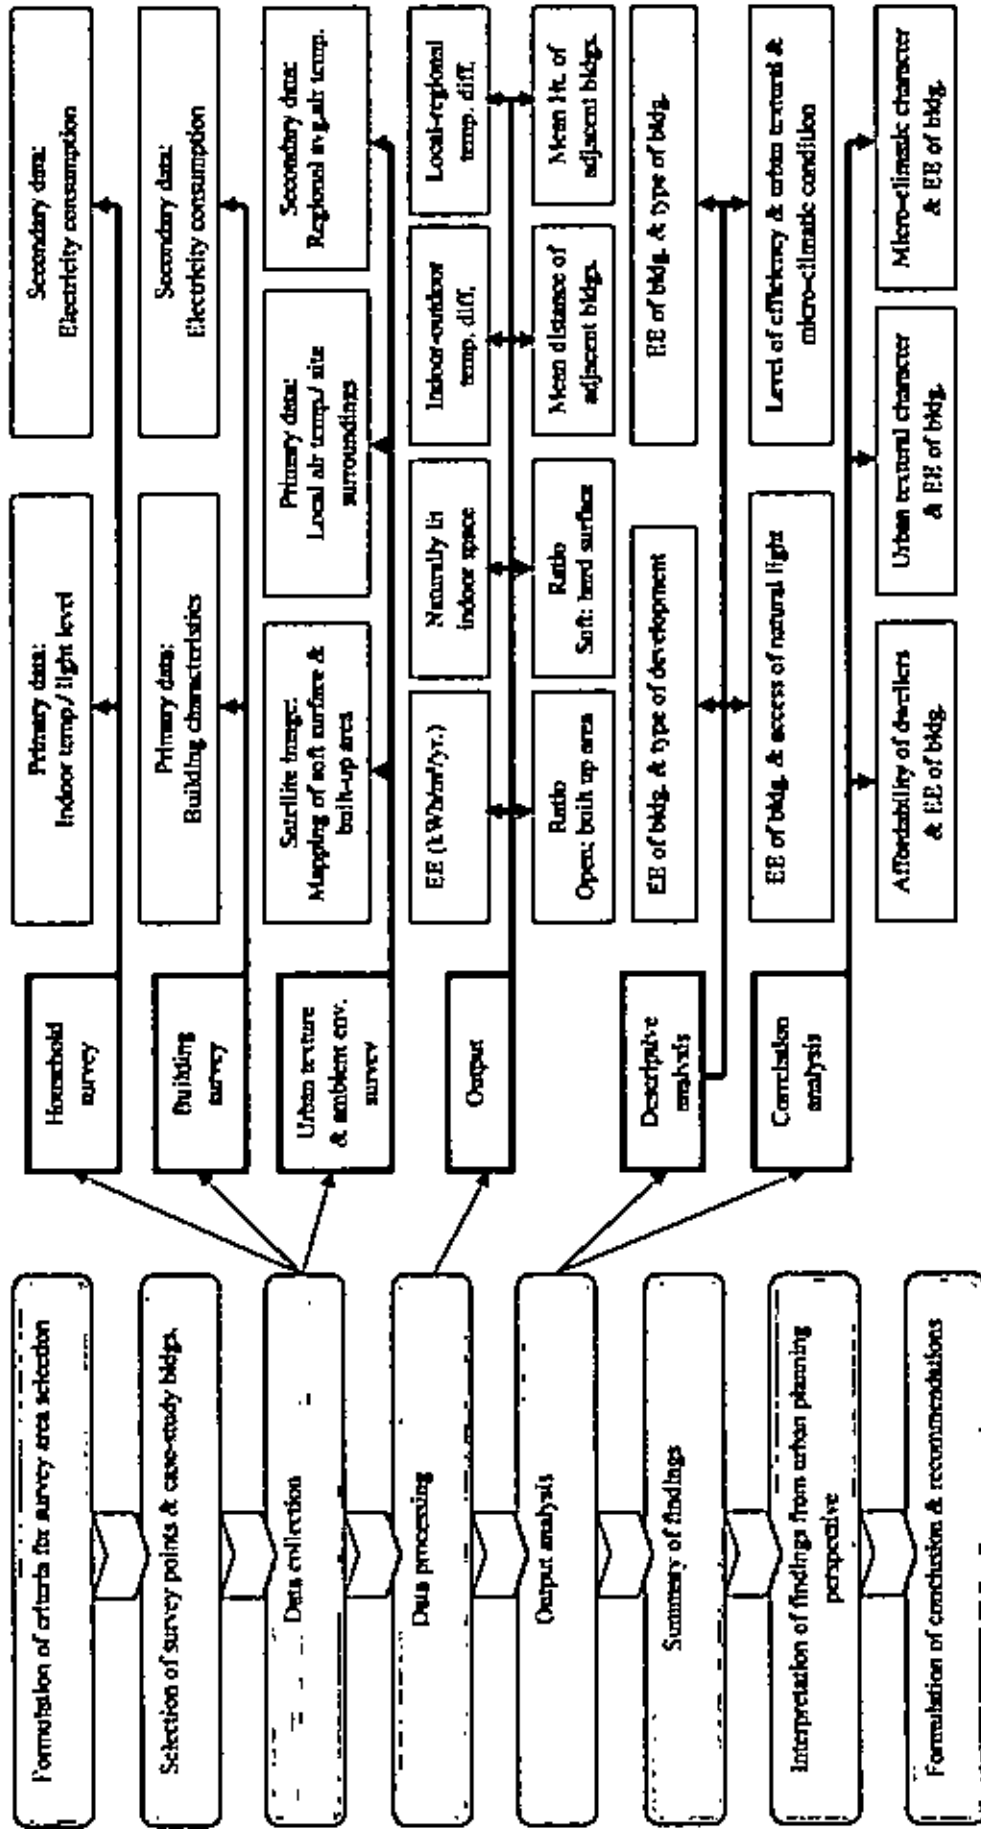 Formulation of criteria for survey area selection
Selection of survey points & case-study bldgs.
Data collection
Data processing
Output analysis
Summary of findings
Interpretation of findings from urban planning
perspective
Formulation of conclusion & recommendations
Household
survey
Building
survey
Urban texture
& ambient env.
survey
Output
Descriptive
analysis
Correlation
analysis
Primary data:
Indoor temp / light level
Secondary data:
Electricity consumption
Primary data:
Building characteristics
Secondary data:
Electricity consumption
Satellite image:
Mapping of soft surface &
built-up area
Primary data:
Local air temp./ site
surroundings
Secondary data:
Regional avg.air temp.
EE (kWh/m²/yr.)
Naturally lit
indoor space
Indoor-outdoor
temp. diff.
Local-regional
temp. diff.
Ratio
Open: built up area
Ratio
Soft: hard surface
Mean distance of
adjacent bldgs.
Mean Ht. of
adjacent bldgs.
EE of bldg. & type of development
EE of bldg. & type of bldg.
EE of bldg. & access of natural light
Level of efficiency & urban textural &
micro-climatic condition
Affordability of dwellers
& EE of bldg.
Urban textural character
& EE of bldg.
Micro-climatic character
& EE of bldg.